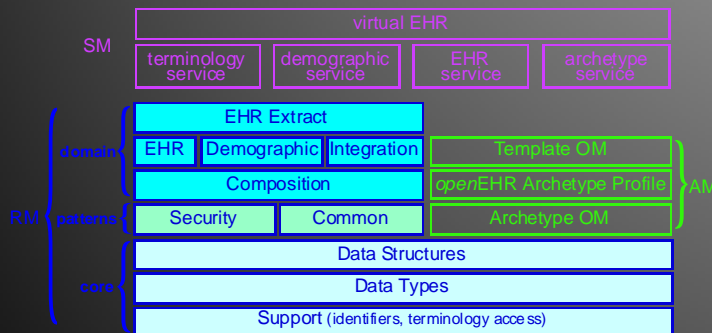 virtual EHR
SM
terminology
service
demographic
service
EHR
service
archetype
service
EHR Extract
domain
EHR
Demographic
Integration
Template OM
Composition
openEHR Archetype Profile
AM
RM
patterns
Security
Common
Archetype OM
Data Structures
core
Data Types
Support (identifiers, terminology access)